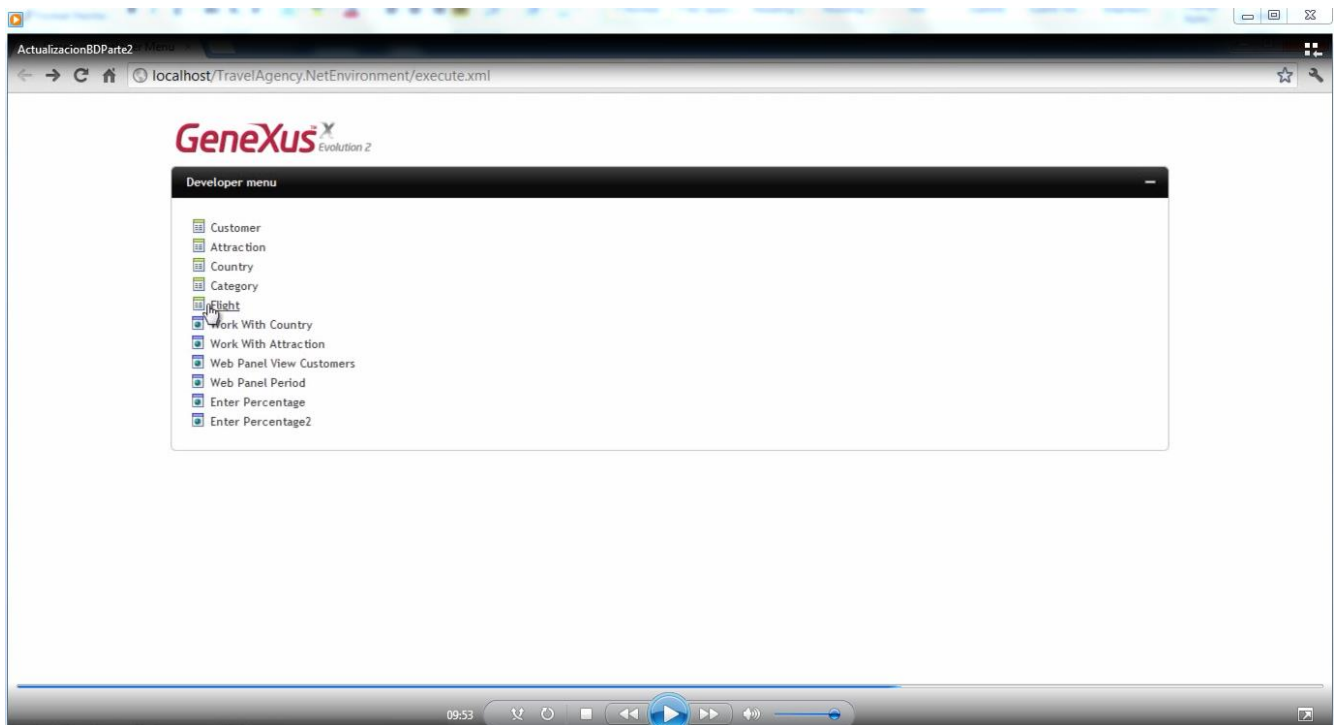 ActualizacionBDParte2 Menu
localhost/TravelAgency.NetEnvironment/execute.xml
GeneXus X
Evolution 2
Developer menu
Customer
Attraction
Country
Category
Flight
Work With Country
Work With Attraction
Web Panel View Customers
Web Panel Period
Enter Percentage
Enter Percentage2
09:53